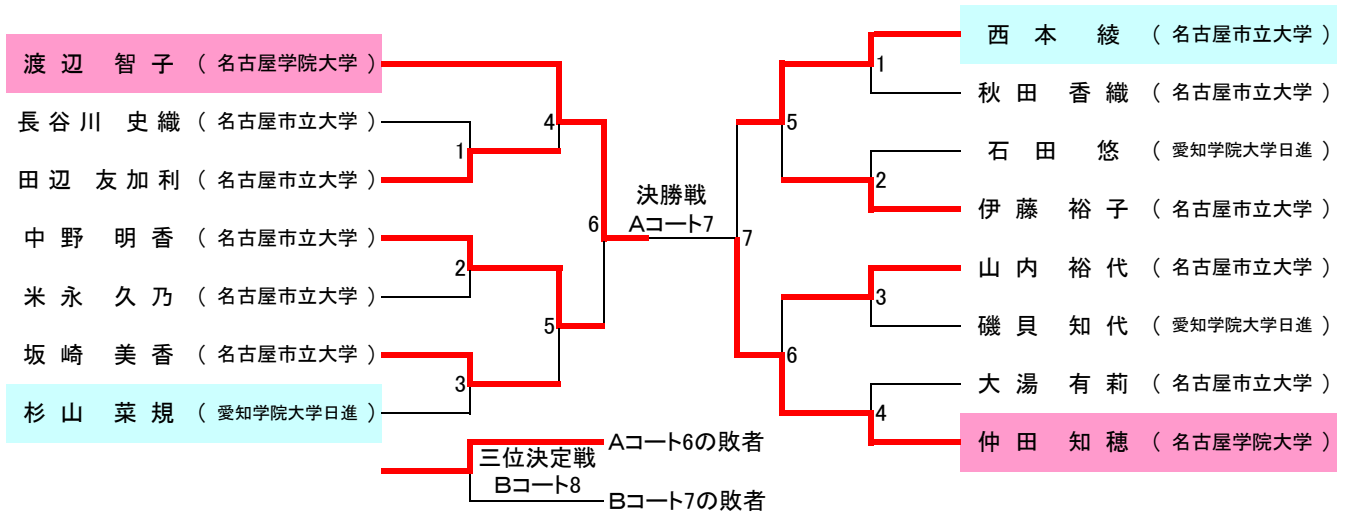 渡辺 智子 ( 名古屋学院大学 )
長谷川 史織 ( 名古屋市立大学 )
田辺 友加利 ( 名古屋市立大学 )
中野 明香 ( 名古屋市立大学 )
米永 久乃 ( 名古屋市立大学 )
坂崎 美香 ( 名古屋市立大学 )
杉山 菜規 ( 愛知学院大学日進 )
1
2
3
4
5
6
決勝戦
Aコート7
7
5
6
1
2
3
4
西本 綾 ( 名古屋市立大学 )
秋田 香織 ( 名古屋市立大学 )
石田 悠 ( 愛知学院大学日進 )
伊藤 裕子 ( 名古屋市立大学 )
山内 裕代 ( 名古屋市立大学 )
磯貝 知代 ( 愛知学院大学日進 )
大湯 有莉 ( 名古屋市立大学 )
仲田 知穂 ( 名古屋学院大学 )
Aコート6の敗者
三位決定戦
Bコート8
Bコート7の敗者